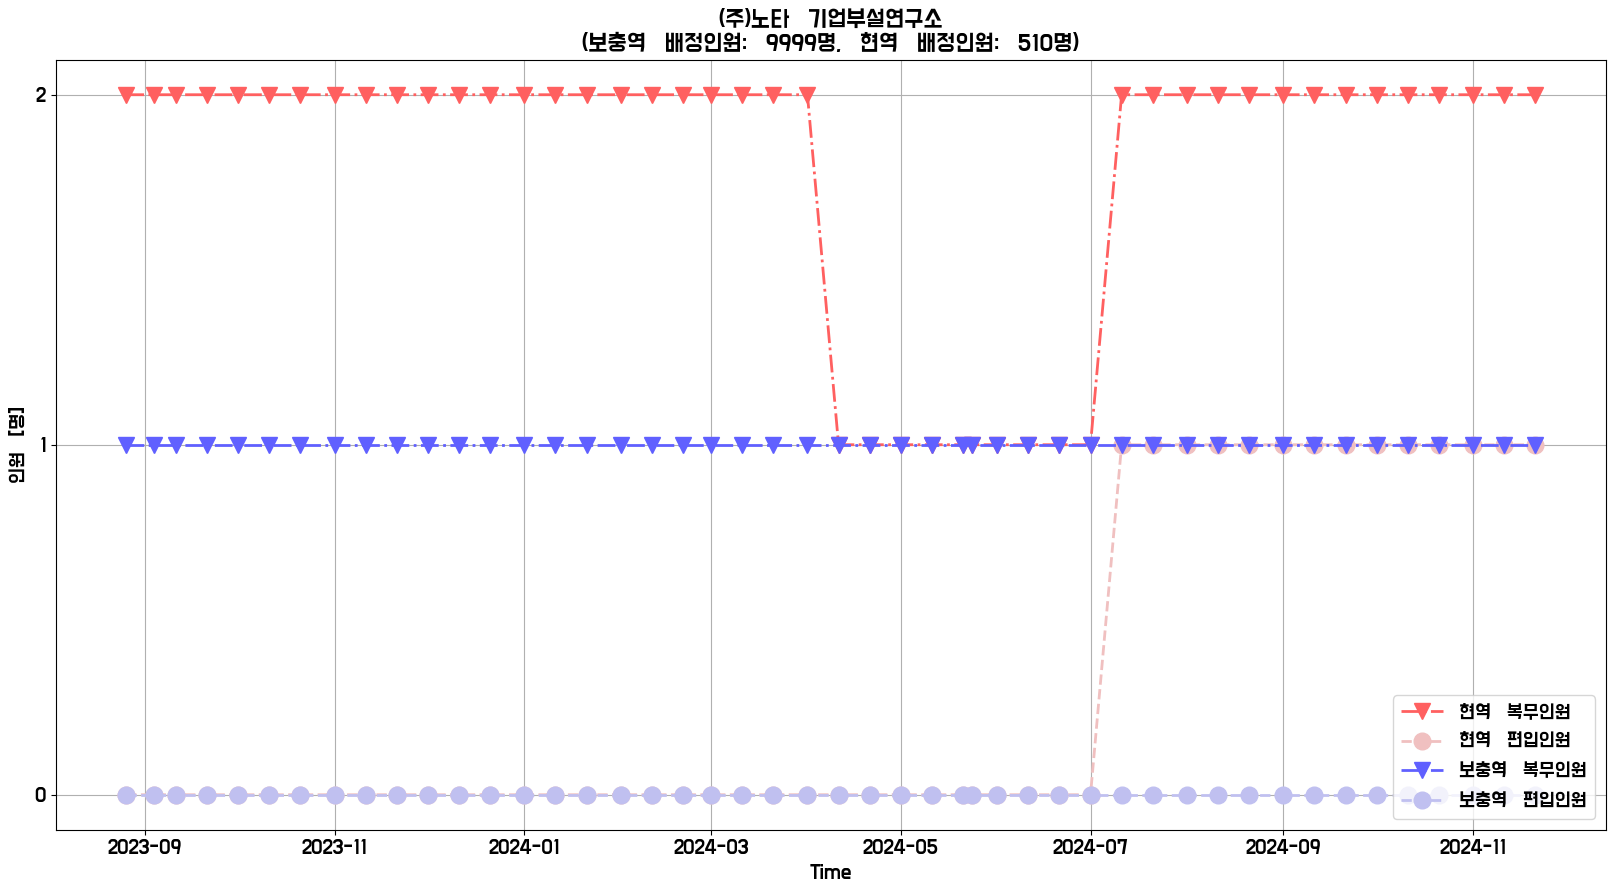 (주)노타 기업부설연구소
(보충역 배정인원: 9999명, 현역 배정인원: 510명)
인원 [명]
2
1
0
2023-09
2023-11
2024-01
2024-03
2024-05
2024-07
2024-09
2024-11
Time
현역 복무인원
현역 편입인원
보충역 복무인원
보충역 편입인원